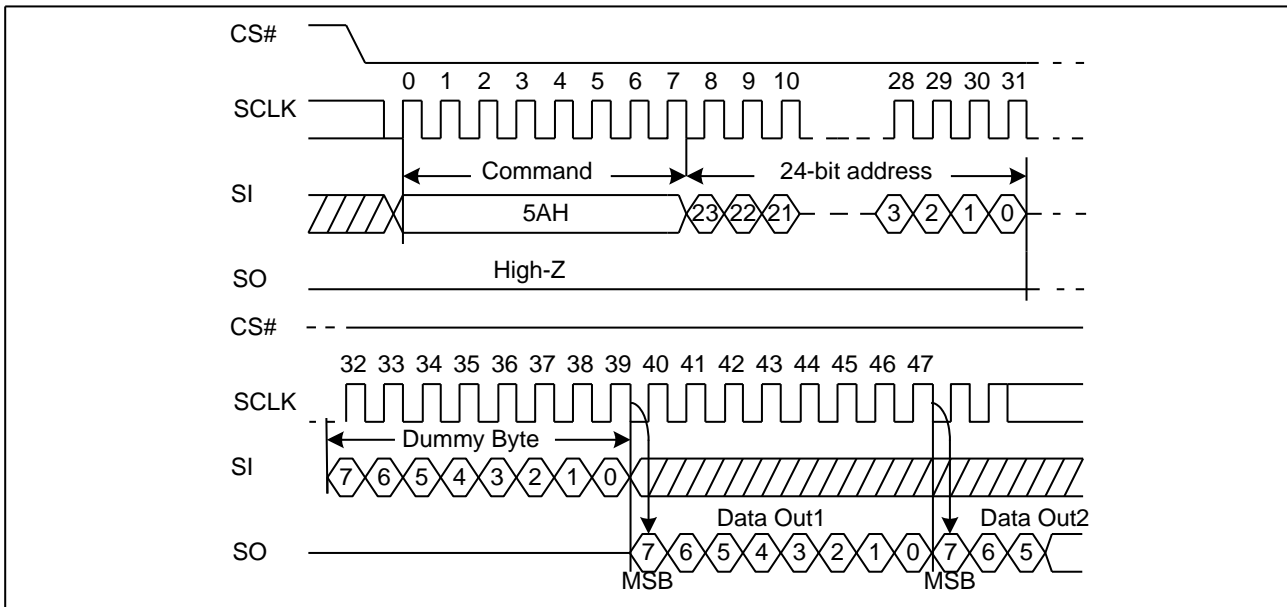 CS#
0 1 2 3 4 5 6 7 8 9 10 28 29 30 31
SCLK
Command 24-bit address
SI
5AH 23 22 21 3 2 1 0
High-Z
SO
CS#
32 33 34 35 36 37 38 39 40 41 42 43 44 45 46 47
SCLK
Dummy Byte
SI
7 6 5 4 3 2 1 0
Data Out1 Data Out2
SO
7 6 5 4 3 2 1 0 7 6 5
MSB MSB